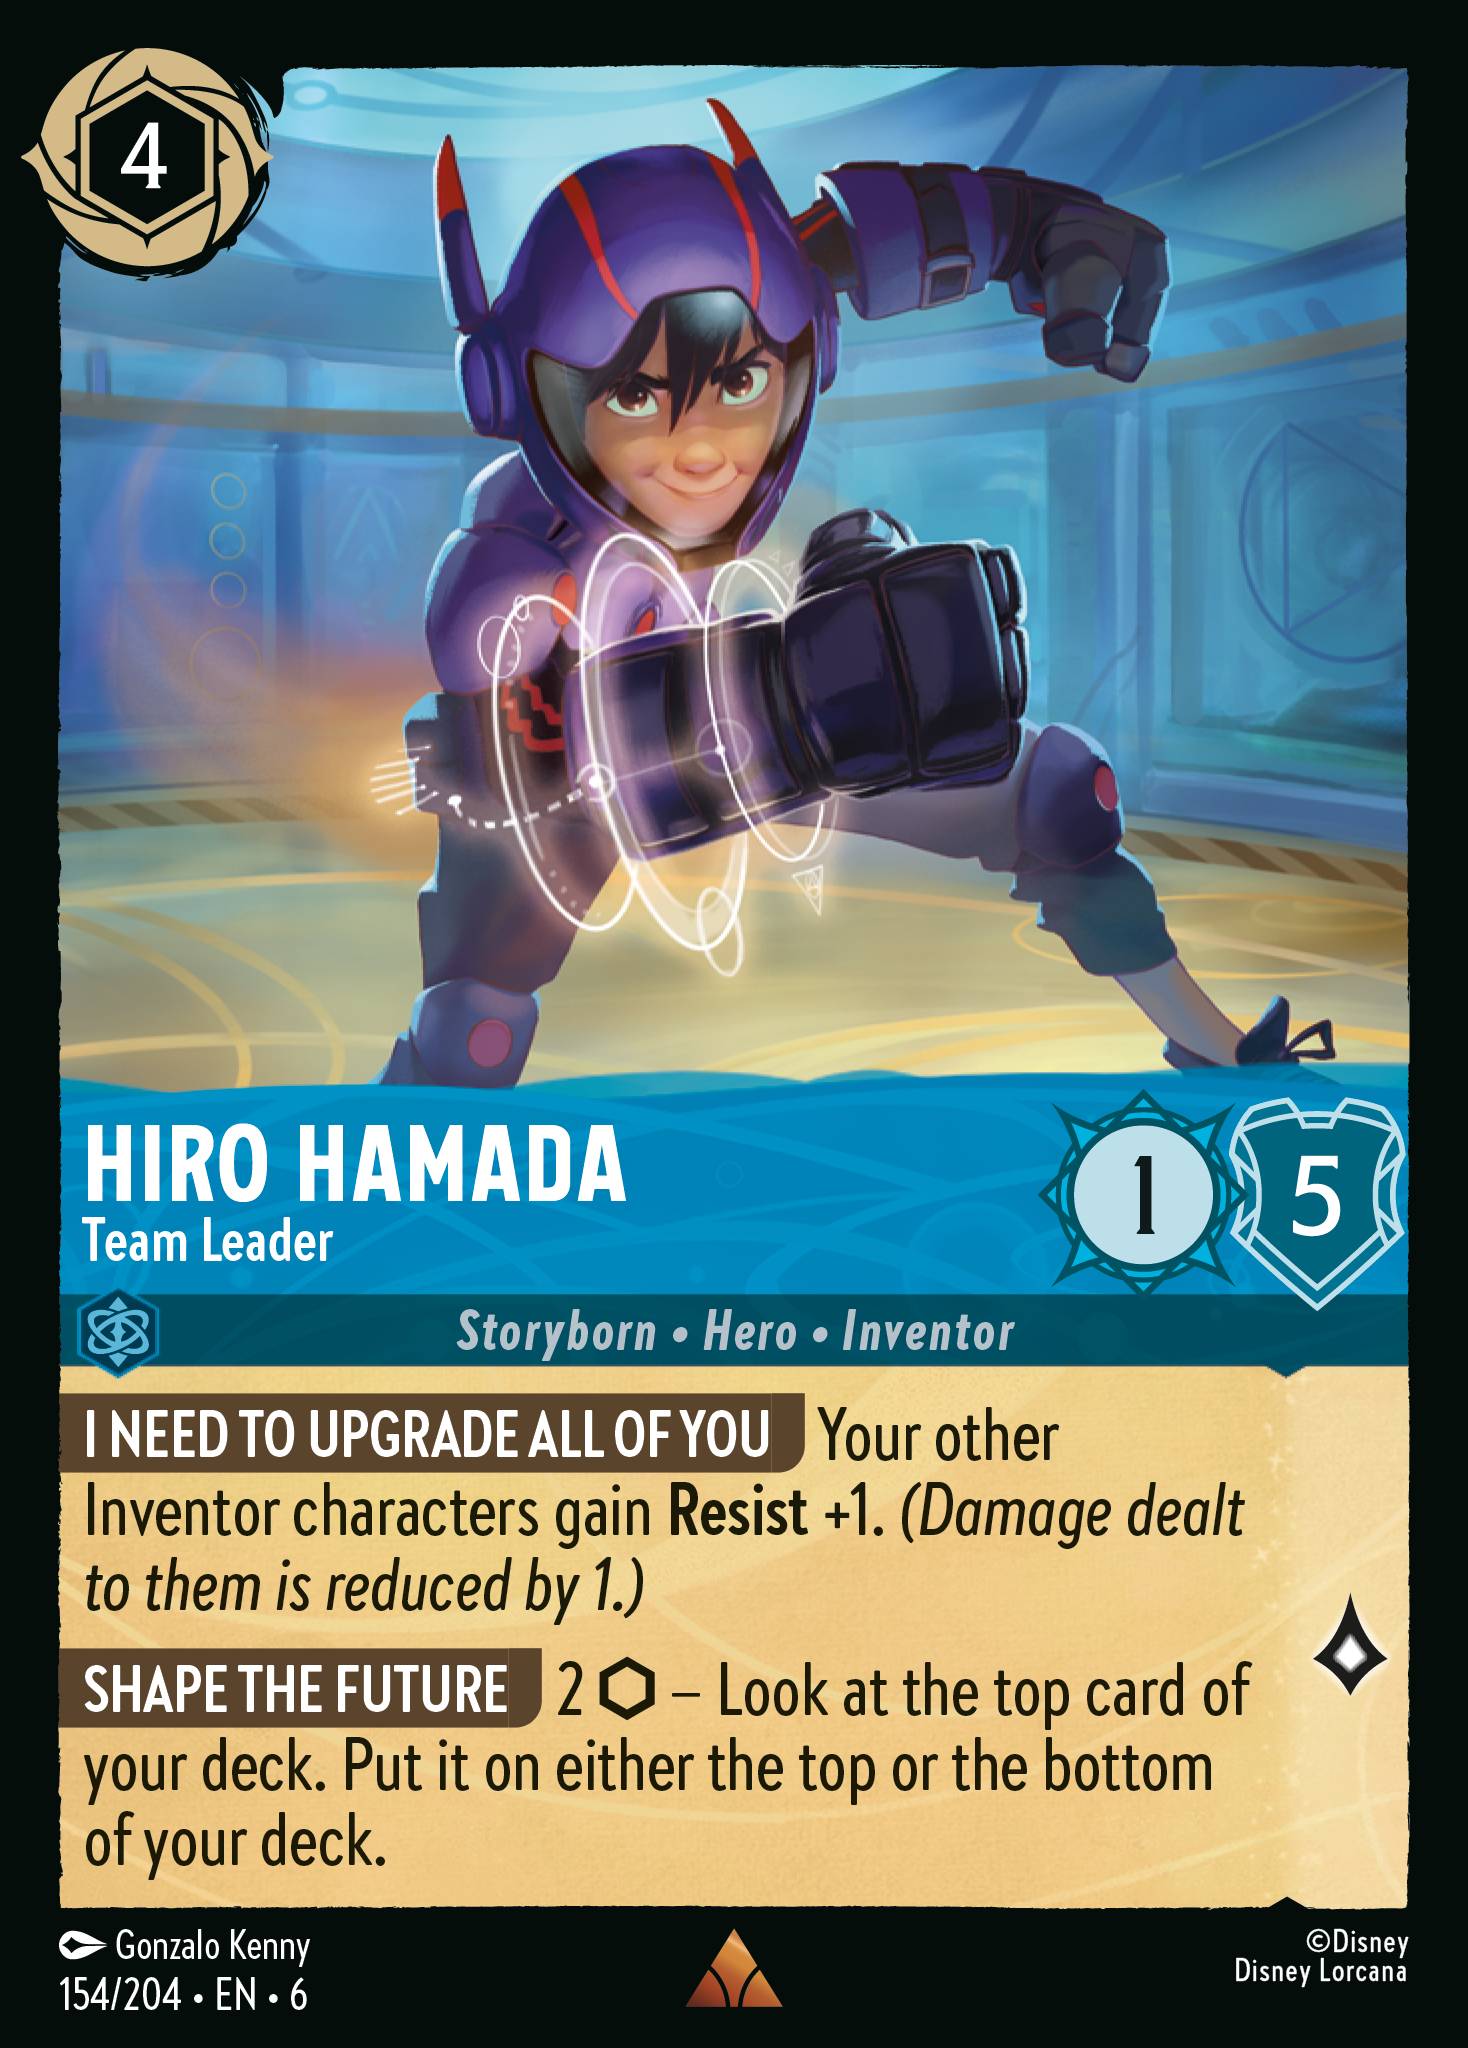 4
HIRO HAMADA
Team Leader
1 5
Storyborn • Hero • Inventor
I NEED TO UPGRADE ALL OF YOU Your other
Inventor characters gain Resist +1. (Damage dealt
to them is reduced by 1.)
SHAPE THE FUTURE 2 ⬡ – Look at the top card of
your deck. Put it on either the top or the bottom
of your deck.
Gonzalo Kenny
154/204 • EN • 6
©Disney
Disney Lorcana